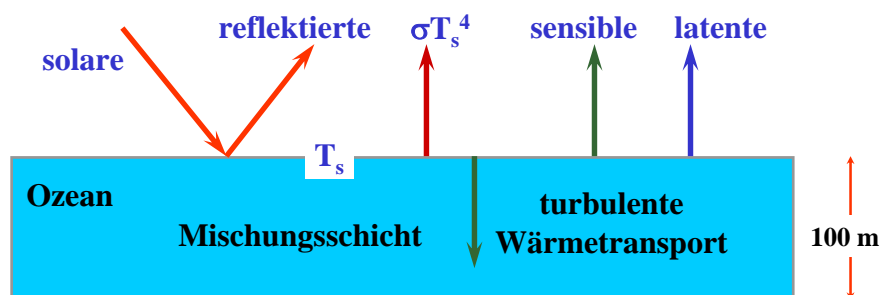 reflektierte σTs⁴ sensible latente
solare
Ts
Ozean
turbulente
Mischungsschicht Wärmetransport
100 m